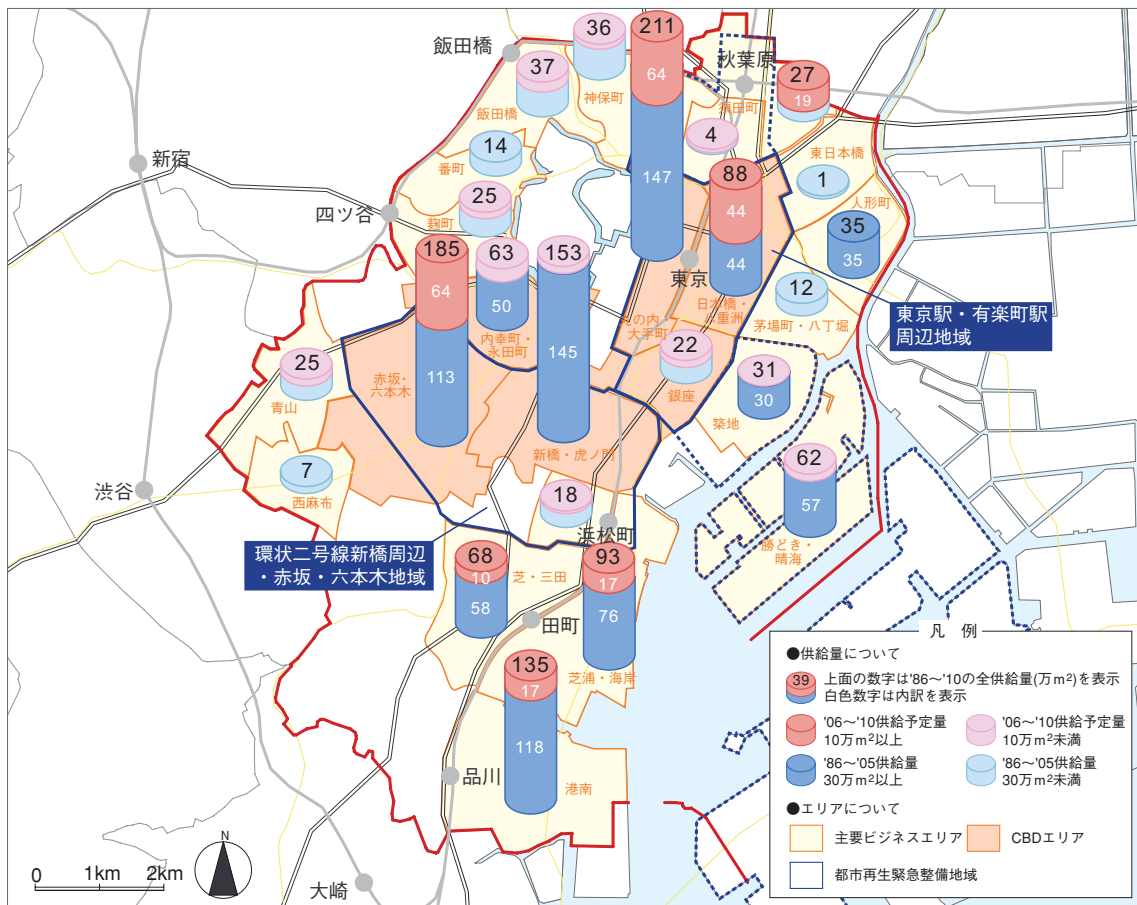 36
211
飯田橋
秋葉原
37
64
27
19
神保町
須田町
飯田橋
4
14
東日本橋
新宿
番町
147
88
1
25
44
人形町
四ツ谷
麹町
35
185
63
153
35
44
東京
64
50
12
日本橋・
八重洲
東京駅・有楽町駅
周辺地域
丸の内
大手町
茅場町・八丁堀
内幸町・
永田町
145
22
113
25
赤坂・
六本木
銀座
31
30
青山
築地
新橋・虎ノ門
62
7
57
渋谷
西麻布
18
浜松町
勝どき・
晴海
環状二号線新橋周辺
・赤坂・六本木地域
68
93
10
芝・三田
17
58
76
田町
135
芝浦・海岸
17
118
品川
港南
大崎
N
0 1km 2km
凡 例
●供給量について
39
上面の数字は'86〜'10の全供給量(万m²)を表示
白色数字は内訳を表示
'06〜'10供給予定量
10万m²以上
'06〜'10供給予定量
10万m²未満
'86〜'05供給量
30万m²以上
'86〜'05供給量
30万m²未満
●エリアについて
主要ビジネスエリア
CBDエリア
都市再生緊急整備地域